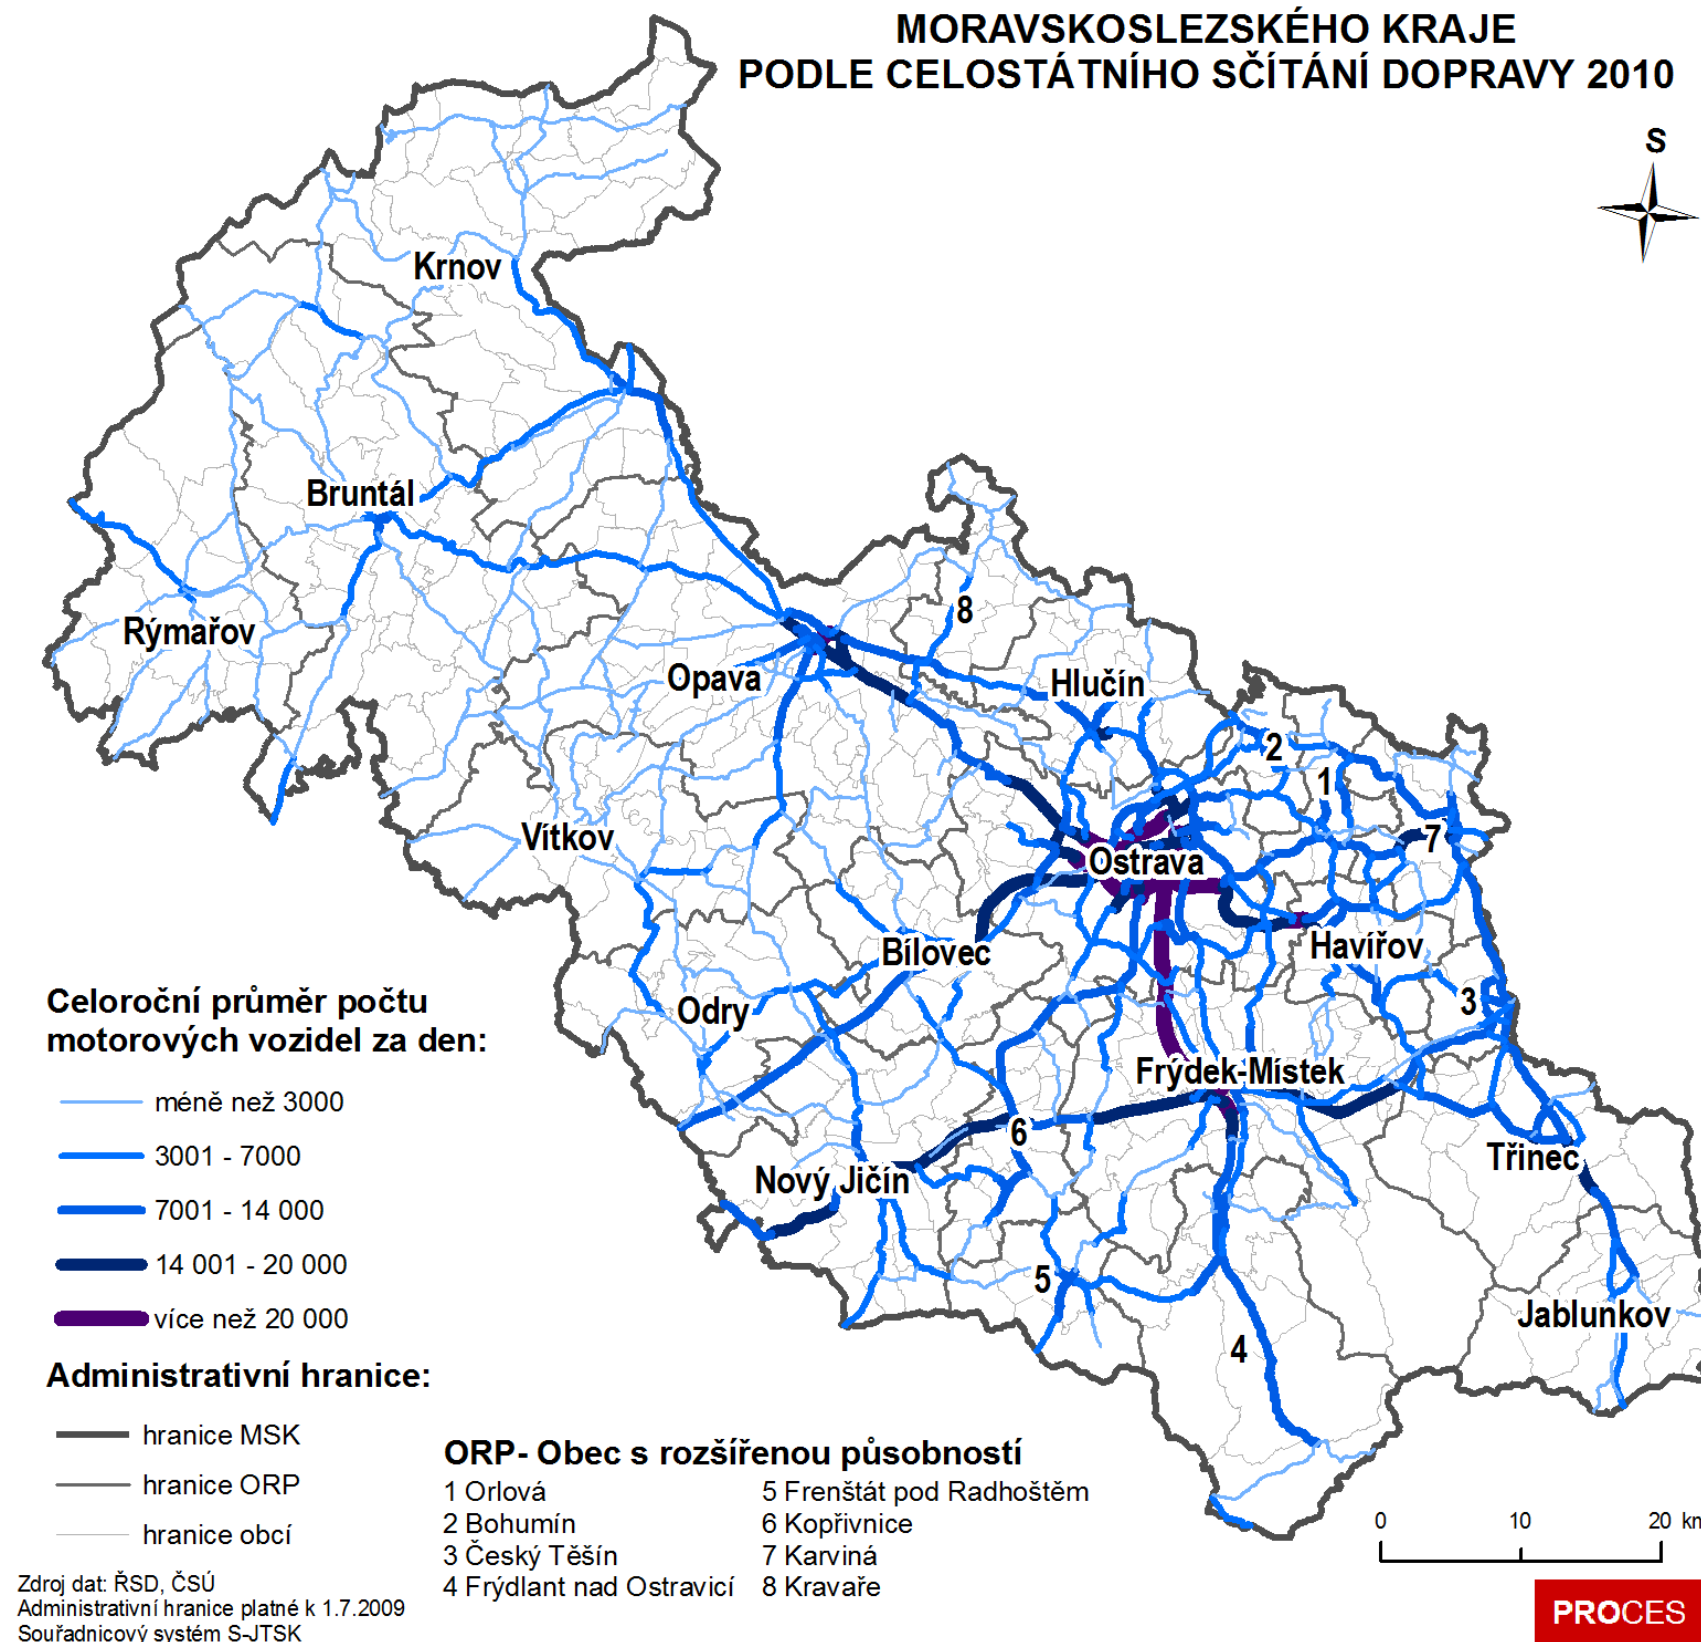 MORAVSKOSLEZSKÉHO KRAJE
PODLE CELOSTÁTNÍHO SČÍTÁNÍ DOPRAVY 2010
S
Krnov
Bruntál
8
Rýmařov
Opava
Hlučín
2
1
Vítkov
7
Ostrava
Bílovec
Havířov
Odry
3
Frýdek-Místek
6
Třinec
Nový Jičín
5
Jablunkov
4
Celoroční průměr počtu
motorových vozidel za den:
méně než 3000
3001 - 7000
7001 - 14 000
14 001 - 20 000
více než 20 000
Administrativní hranice:
hranice MSK
hranice ORP
hranice obcí
ORP- Obec s rozšířenou působností
1 Orlová
2 Bohumín
3 Český Těšín
4 Frýdlant nad Ostravicí
5 Frenštát pod Radhoštěm
6 Kopřivnice
7 Karviná
8 Kravaře
0 10 20 km
Zdroj dat: ŘSD, ČSÚ
Administrativní hranice platné k 1.7.2009
Souřadnicový systém S-JTSK
PROCES